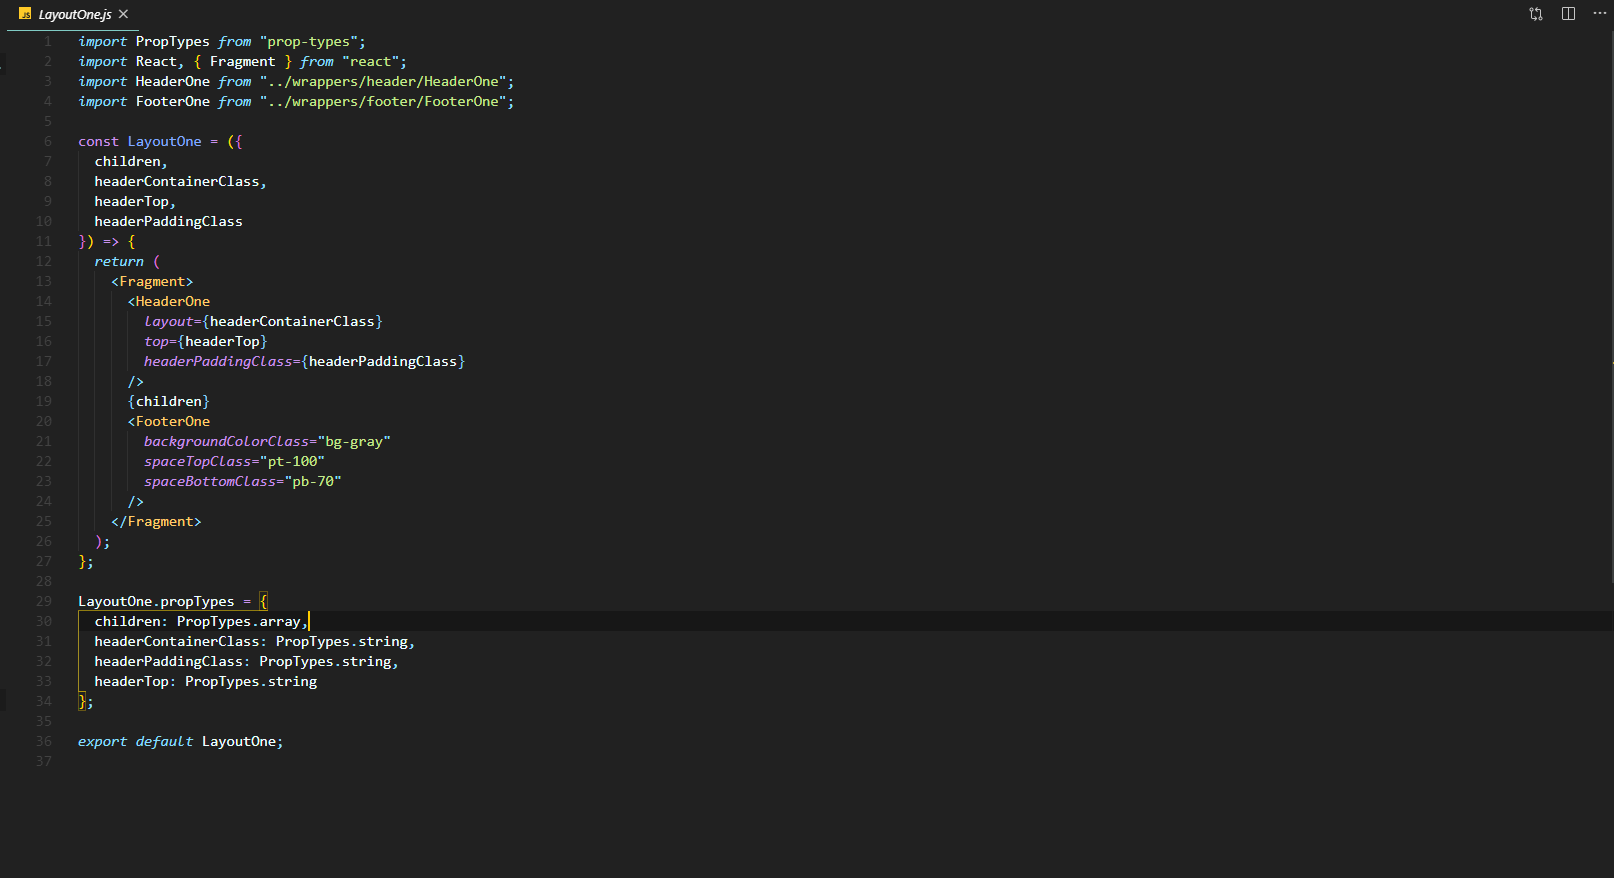 LayoutOne.js
1 import PropTypes from "prop-types";
2 import React, { Fragment } from "react";
3 import HeaderOne from "../wrappers/header/HeaderOne";
4 import FooterOne from "../wrappers/footer/FooterOne";
5
6 const LayoutOne = ({
7   children,
8   headerContainerClass,
9   headerTop,
10   headerPaddingClass
11 }) => {
12   return (
13     <Fragment>
14       <HeaderOne
15         layout={headerContainerClass}
16         top={headerTop}
17         headerPaddingClass={headerPaddingClass}
18       />
19       {children}
20       <FooterOne
21         backgroundColorClass="bg-gray"
22         spaceTopClass="pt-100"
23         spaceBottomClass="pb-70"
24       />
25     </Fragment>
26   );
27 };
28
29 LayoutOne.propTypes = {
30   children: PropTypes.array,
31   headerContainerClass: PropTypes.string,
32   headerPaddingClass: PropTypes.string,
33   headerTop: PropTypes.string
34 };
35
36 export default LayoutOne;
37